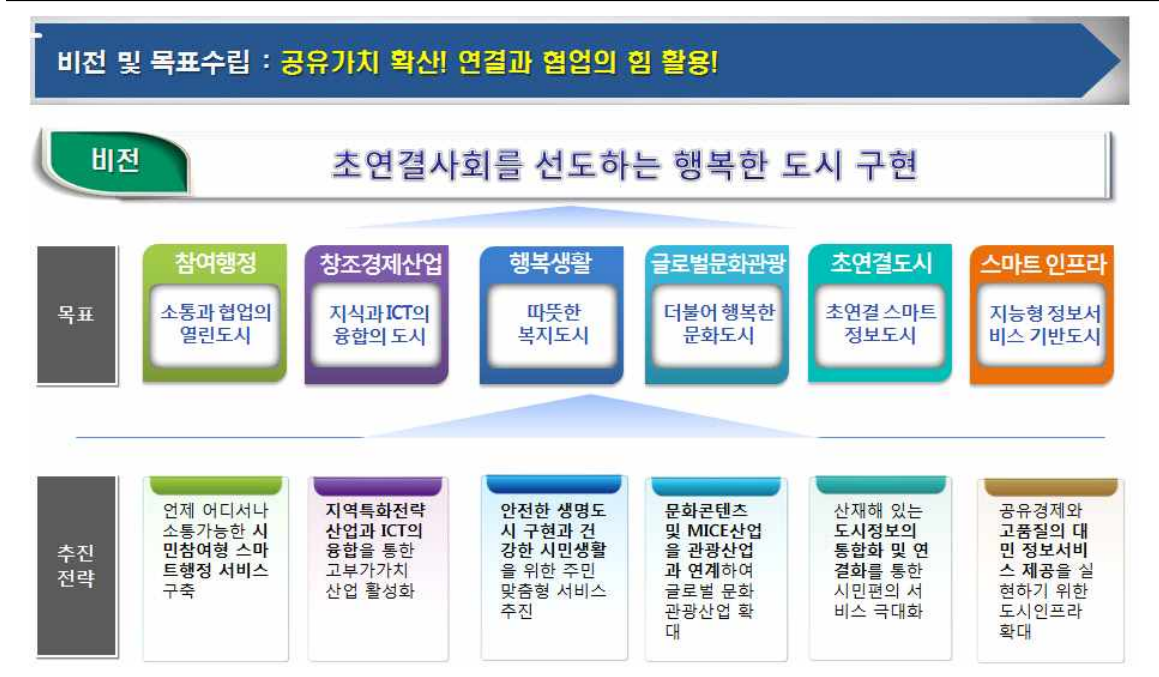 비전 및 목표수립 : 공유가치 확산! 연결과 협업의 힘 활용!
비전
초연결사회를 선도하는 행복한 도시 구현
목표
참여행정
소통과 협업의
열린도시
창조경제산업
지식과 ICT의
융합의 도시
행복생활
따뜻한
복지도시
글로벌문화관광
더불어 행복한
문화도시
초연결도시
초연결 스마트
정보도시
스마트 인프라
지능형 정보서
비스 기반도시
추진
전략
언제 어디서나
소통가능한 시
민참여형 스마
트행정 서비스
구축
지역특화전략
산업과 ICT의
융합을 통한
고부가가치
산업 활성화
안전한 생명도
시 구현과 건
강한 시민생활
을 위한 주민
맞춤형 서비스
추진
문화콘텐츠
및 MICE산업
을 관광산업
과 연계하여
글로벌 문화
관광산업 확
대
산재해 있는
도시정보의
통합화 및 연
결화를 통한
시민편의 서
비스 극대화
공유경제와
고품질의 대
민 정보서비
스 제공을 실
현하기 위한
도시인프라
확대